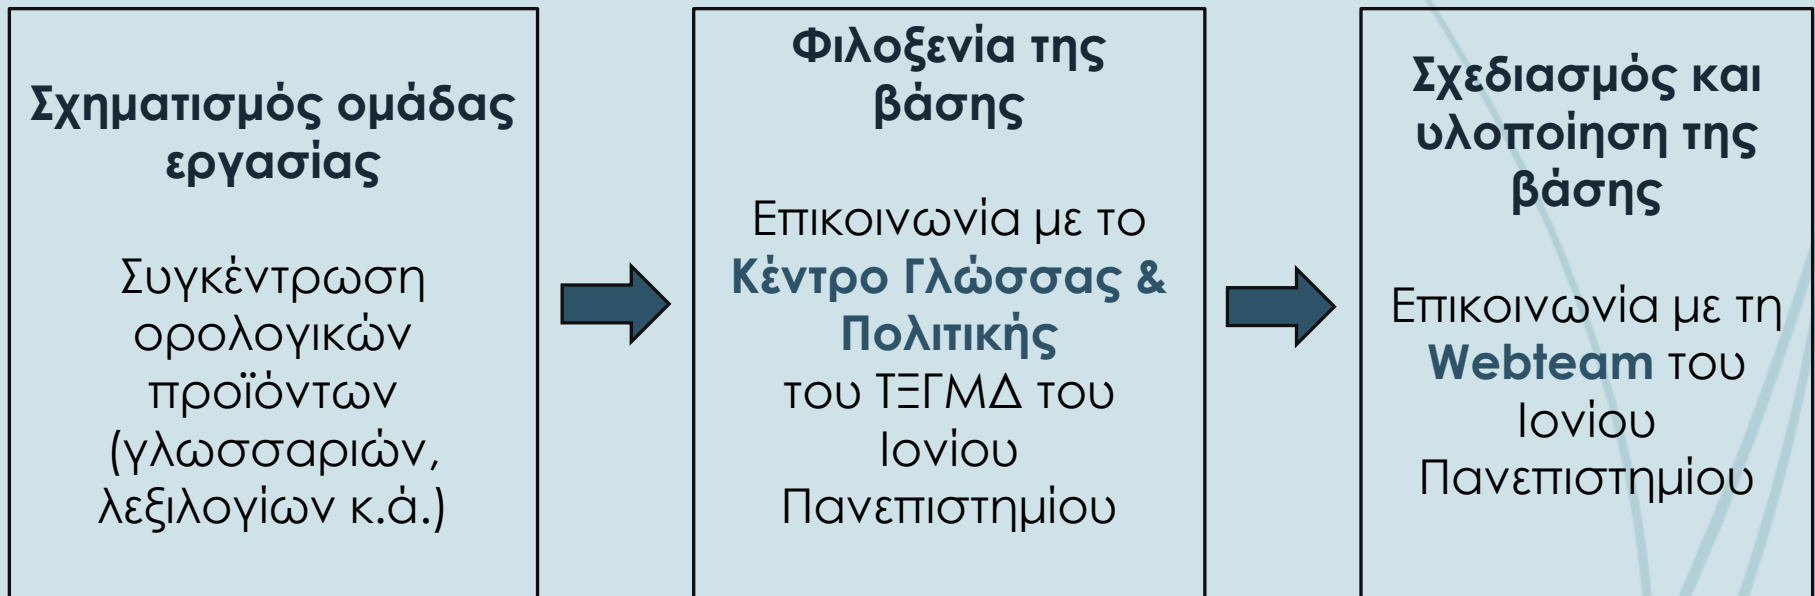 Σχηματισμός ομάδας
εργασίας
Συγκέντρωση
ορολογικών
προϊόντων
(γλωσσαριών,
λεξιλογίων κ.ά.)
Φιλοξενία της
βάσης
Επικοινωνία με το
Κέντρο Γλώσσας &
Πολιτικής
του ΤΞΓΜΔ του
Ιονίου
Πανεπιστημίου
Σχεδιασμός και
υλοποίηση της
βάσης
Επικοινωνία με τη
Webteam του
Ιονίου
Πανεπιστημίου